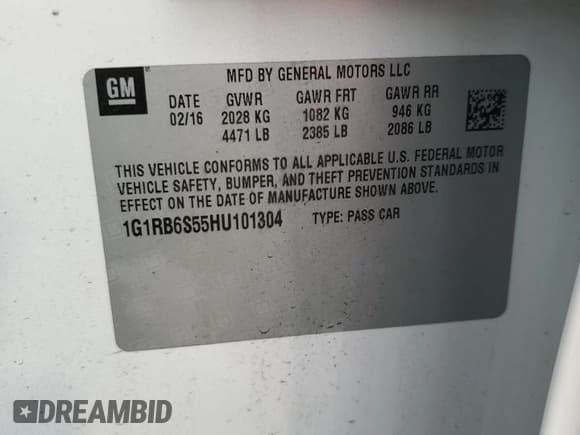 GM
MFD BY GENERAL MOTORS LLC
DATE GVWR GAWR FRT GAWR RR
02/16 2028 KG 1082 KG 946 KG
4471 LB 2385 LB 2086 LB
THIS VEHICLE CONFORMS TO ALL APPLICABLE U.S. FEDERAL MOTOR
VEHICLE SAFETY, BUMPER, AND THEFT PREVENTION STANDARDS IN
EFFECT ON THE DATE OF MANUFACTURE SHOWN ABOVE.
1G1RB6S55HU101304 TYPE: PASS CAR
DREAMBID